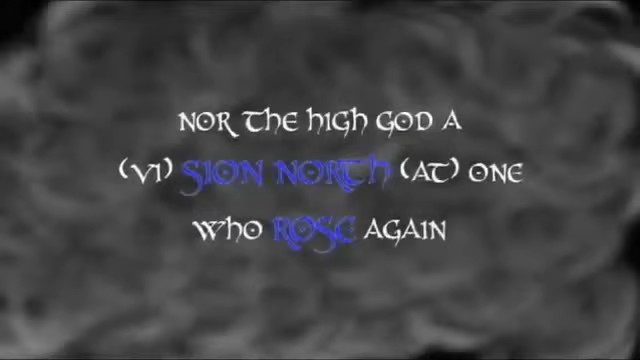 NOR THE HIGH GOD A
(VI) SION NORTH (AT) ONE
WHO ROSE AGAIN